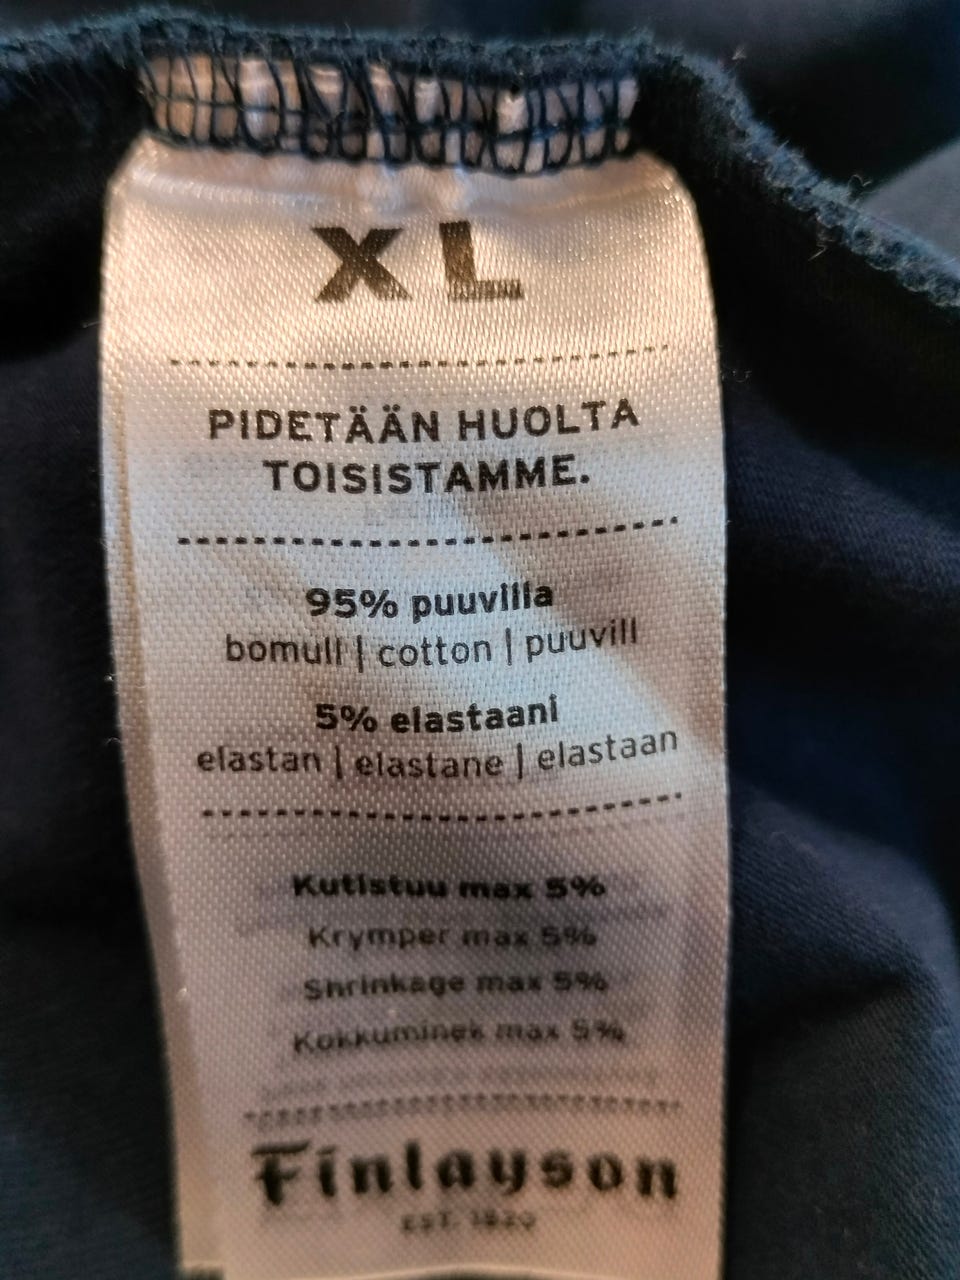 XL
PIDETÄÄN HUOLTA
TOISISTAMME.
95% puuvilla
bomull | cotton | puuvill
5% elastaani
elastan | elastane | elastaan
Kutistuu max 5%
Krymper max 5%
Shrinkage max 5%
Kokkuminek max 5%
Finlayson
EST. 1820